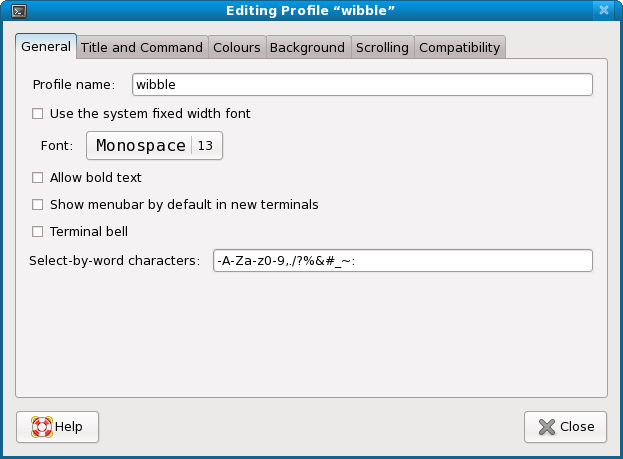 Editing Profile “wibble”
General Title and Command Colours Background Scrolling Compatibility
Profile name: wibble
Use the system fixed width font
Font: Monospace 13
Allow bold text
Show menubar by default in new terminals
Terminal bell
Select-by-word characters: -A-Za-z0-9,./?%&#_~:
Help Close